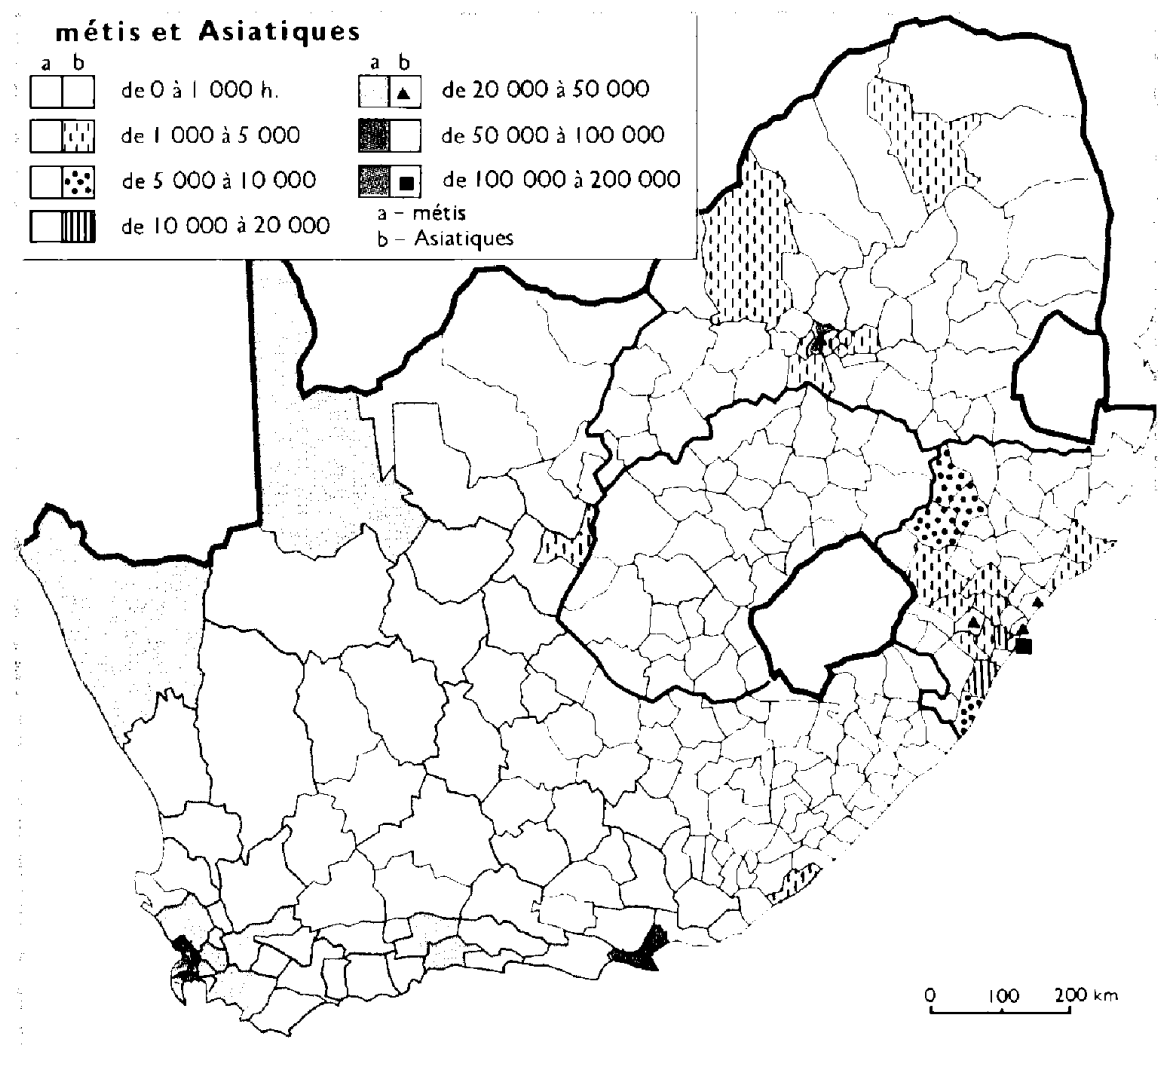 métis et Asiatiques
a b
de 0 à 1 000 h.
de 1 000 à 5 000
de 5 000 à 10 000
de 10 000 à 20 000
a b
de 20 000 à 50 000
de 50 000 à 100 000
de 100 000 à 200 000
a – métis
b – Asiatiques
0 100 200 km